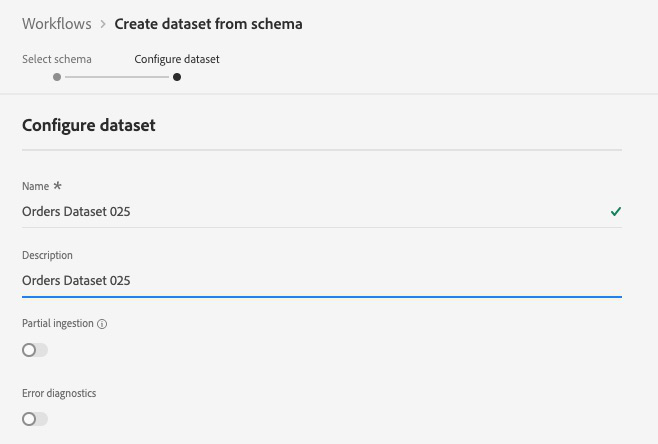 Workflows > Create dataset from schema
Select schema Configure dataset
Configure dataset
Name *
Orders Dataset 025
Description
Orders Dataset 025
Partial ingestion
Error diagnostics